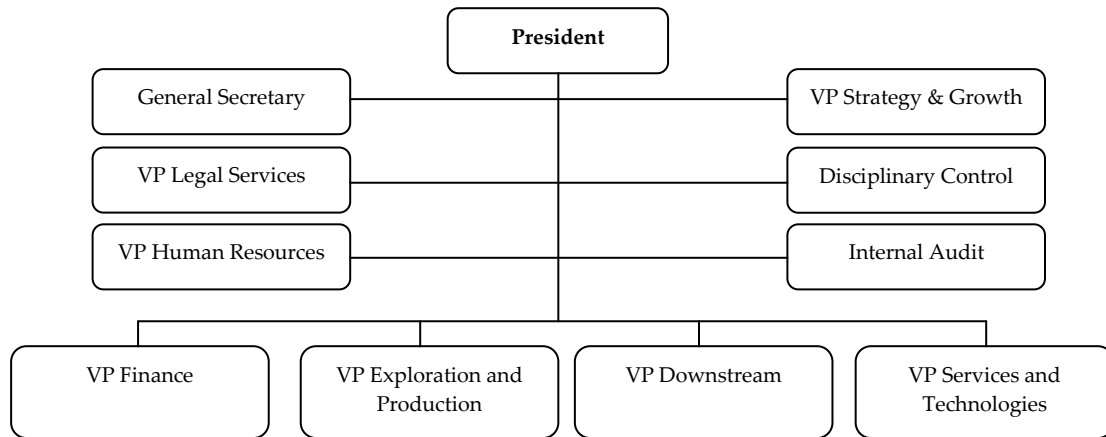 President
General Secretary
VP Strategy & Growth
VP Legal Services
Disciplinary Control
VP Human Resources
Internal Audit
VP Finance
VP Exploration and
Production
VP Downstream
VP Services and
Technologies